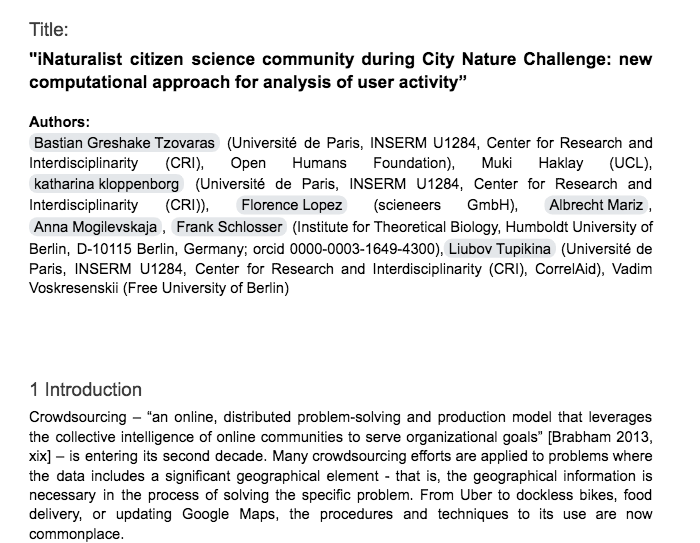 Title:
"iNaturalist citizen science community during City Nature Challenge: new
computational approach for analysis of user activity”
Authors:
Bastian Greshake Tzovaras (Université de Paris, INSERM U1284, Center for Research and
Interdisciplinarity (CRI), Open Humans Foundation), Muki Haklay (UCL),
katharina kloppenborg (Université de Paris, INSERM U1284, Center for Research and
Interdisciplinarity (CRI)), Florence Lopez (scieneers GmbH), Albrecht Mariz ,
Anna Mogilevskaja , Frank Schlosser (Institute for Theoretical Biology, Humboldt University of
Berlin, D-10115 Berlin, Germany; orcid 0000-0003-1649-4300), Liubov Tupikina (Université de
Paris, INSERM U1284, Center for Research and Interdisciplinarity (CRI), CorrelAid), Vadim
Voskresenskii (Free University of Berlin)
1 Introduction
Crowdsourcing – “an online, distributed problem-solving and production model that leverages
the collective intelligence of online communities to serve organizational goals” [Brabham 2013,
xix] – is entering its second decade. Many crowdsourcing efforts are applied to problems where
the data includes a significant geographical element - that is, the geographical information is
necessary in the process of solving the specific problem. From Uber to dockless bikes, food
delivery, or updating Google Maps, the procedures and techniques to its use are now
commonplace.